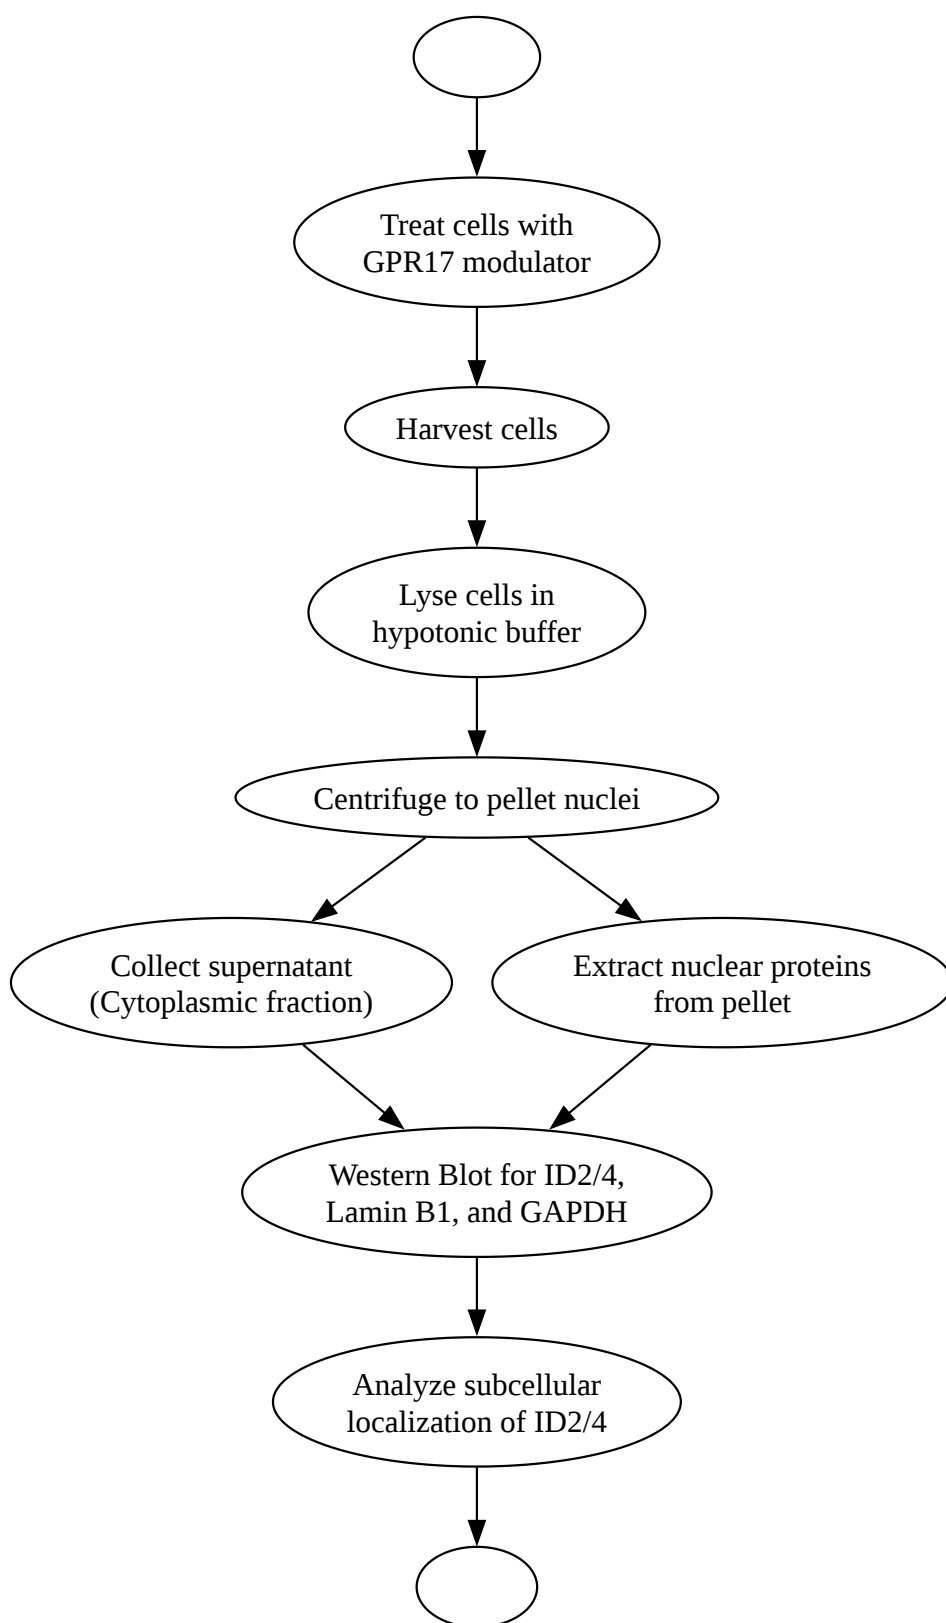 Treat cells with
GPR17 modulator
Harvest cells
Lyse cells in
hypotonic buffer
Centrifuge to pellet nuclei
Collect supernatant
(Cytoplasmic fraction)
Extract nuclear proteins
from pellet
Western Blot for ID2/4,
Lamin B1, and GAPDH
Analyze subcellular
localization of ID2/4